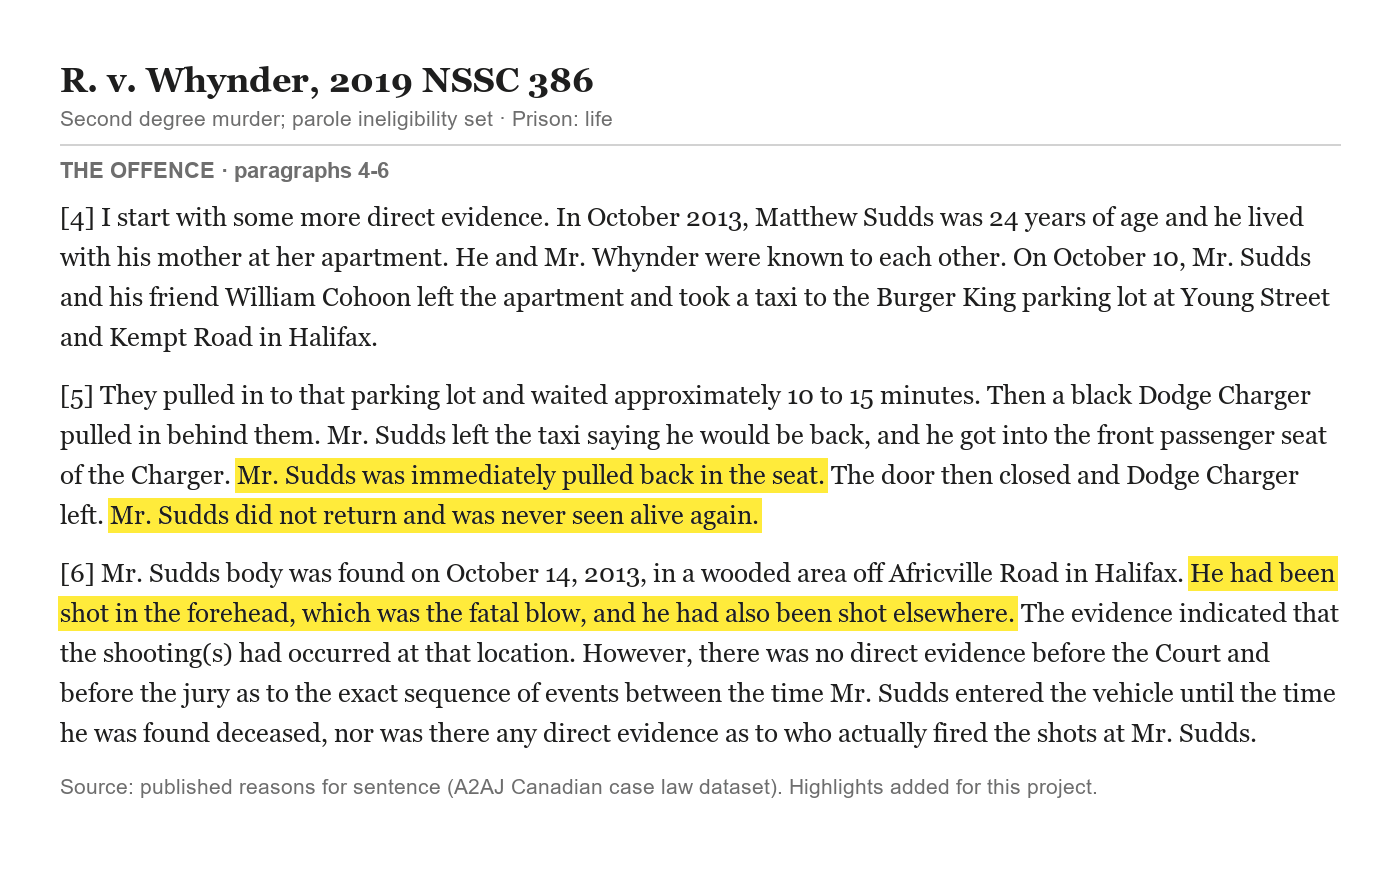 R. v. Whynder, 2019 NSSC 386
Second degree murder; parole ineligibility set · Prison: life
THE OFFENCE · paragraphs 4-6
[4] I start with some more direct evidence. In October 2013, Matthew Sudds was 24 years of age and he lived
with his mother at her apartment. He and Mr. Whynder were known to each other. On October 10, Mr. Sudds
and his friend William Cohoon left the apartment and took a taxi to the Burger King parking lot at Young Street
and Kempt Road in Halifax.
[5] They pulled in to that parking lot and waited approximately 10 to 15 minutes. Then a black Dodge Charger
pulled in behind them. Mr. Sudds left the taxi saying he would be back, and he got into the front passenger seat
of the Charger. Mr. Sudds was immediately pulled back in the seat. The door then closed and Dodge Charger
left. Mr. Sudds did not return and was never seen alive again.
[6] Mr. Sudds body was found on October 14, 2013, in a wooded area off Africville Road in Halifax. He had been
shot in the forehead, which was the fatal blow, and he had also been shot elsewhere. The evidence indicated that
the shooting(s) had occurred at that location. However, there was no direct evidence before the Court and
before the jury as to the exact sequence of events between the time Mr. Sudds entered the vehicle until the time
he was found deceased, nor was there any direct evidence as to who actually fired the shots at Mr. Sudds.
Source: published reasons for sentence (A2AJ Canadian case law dataset). Highlights added for this project.